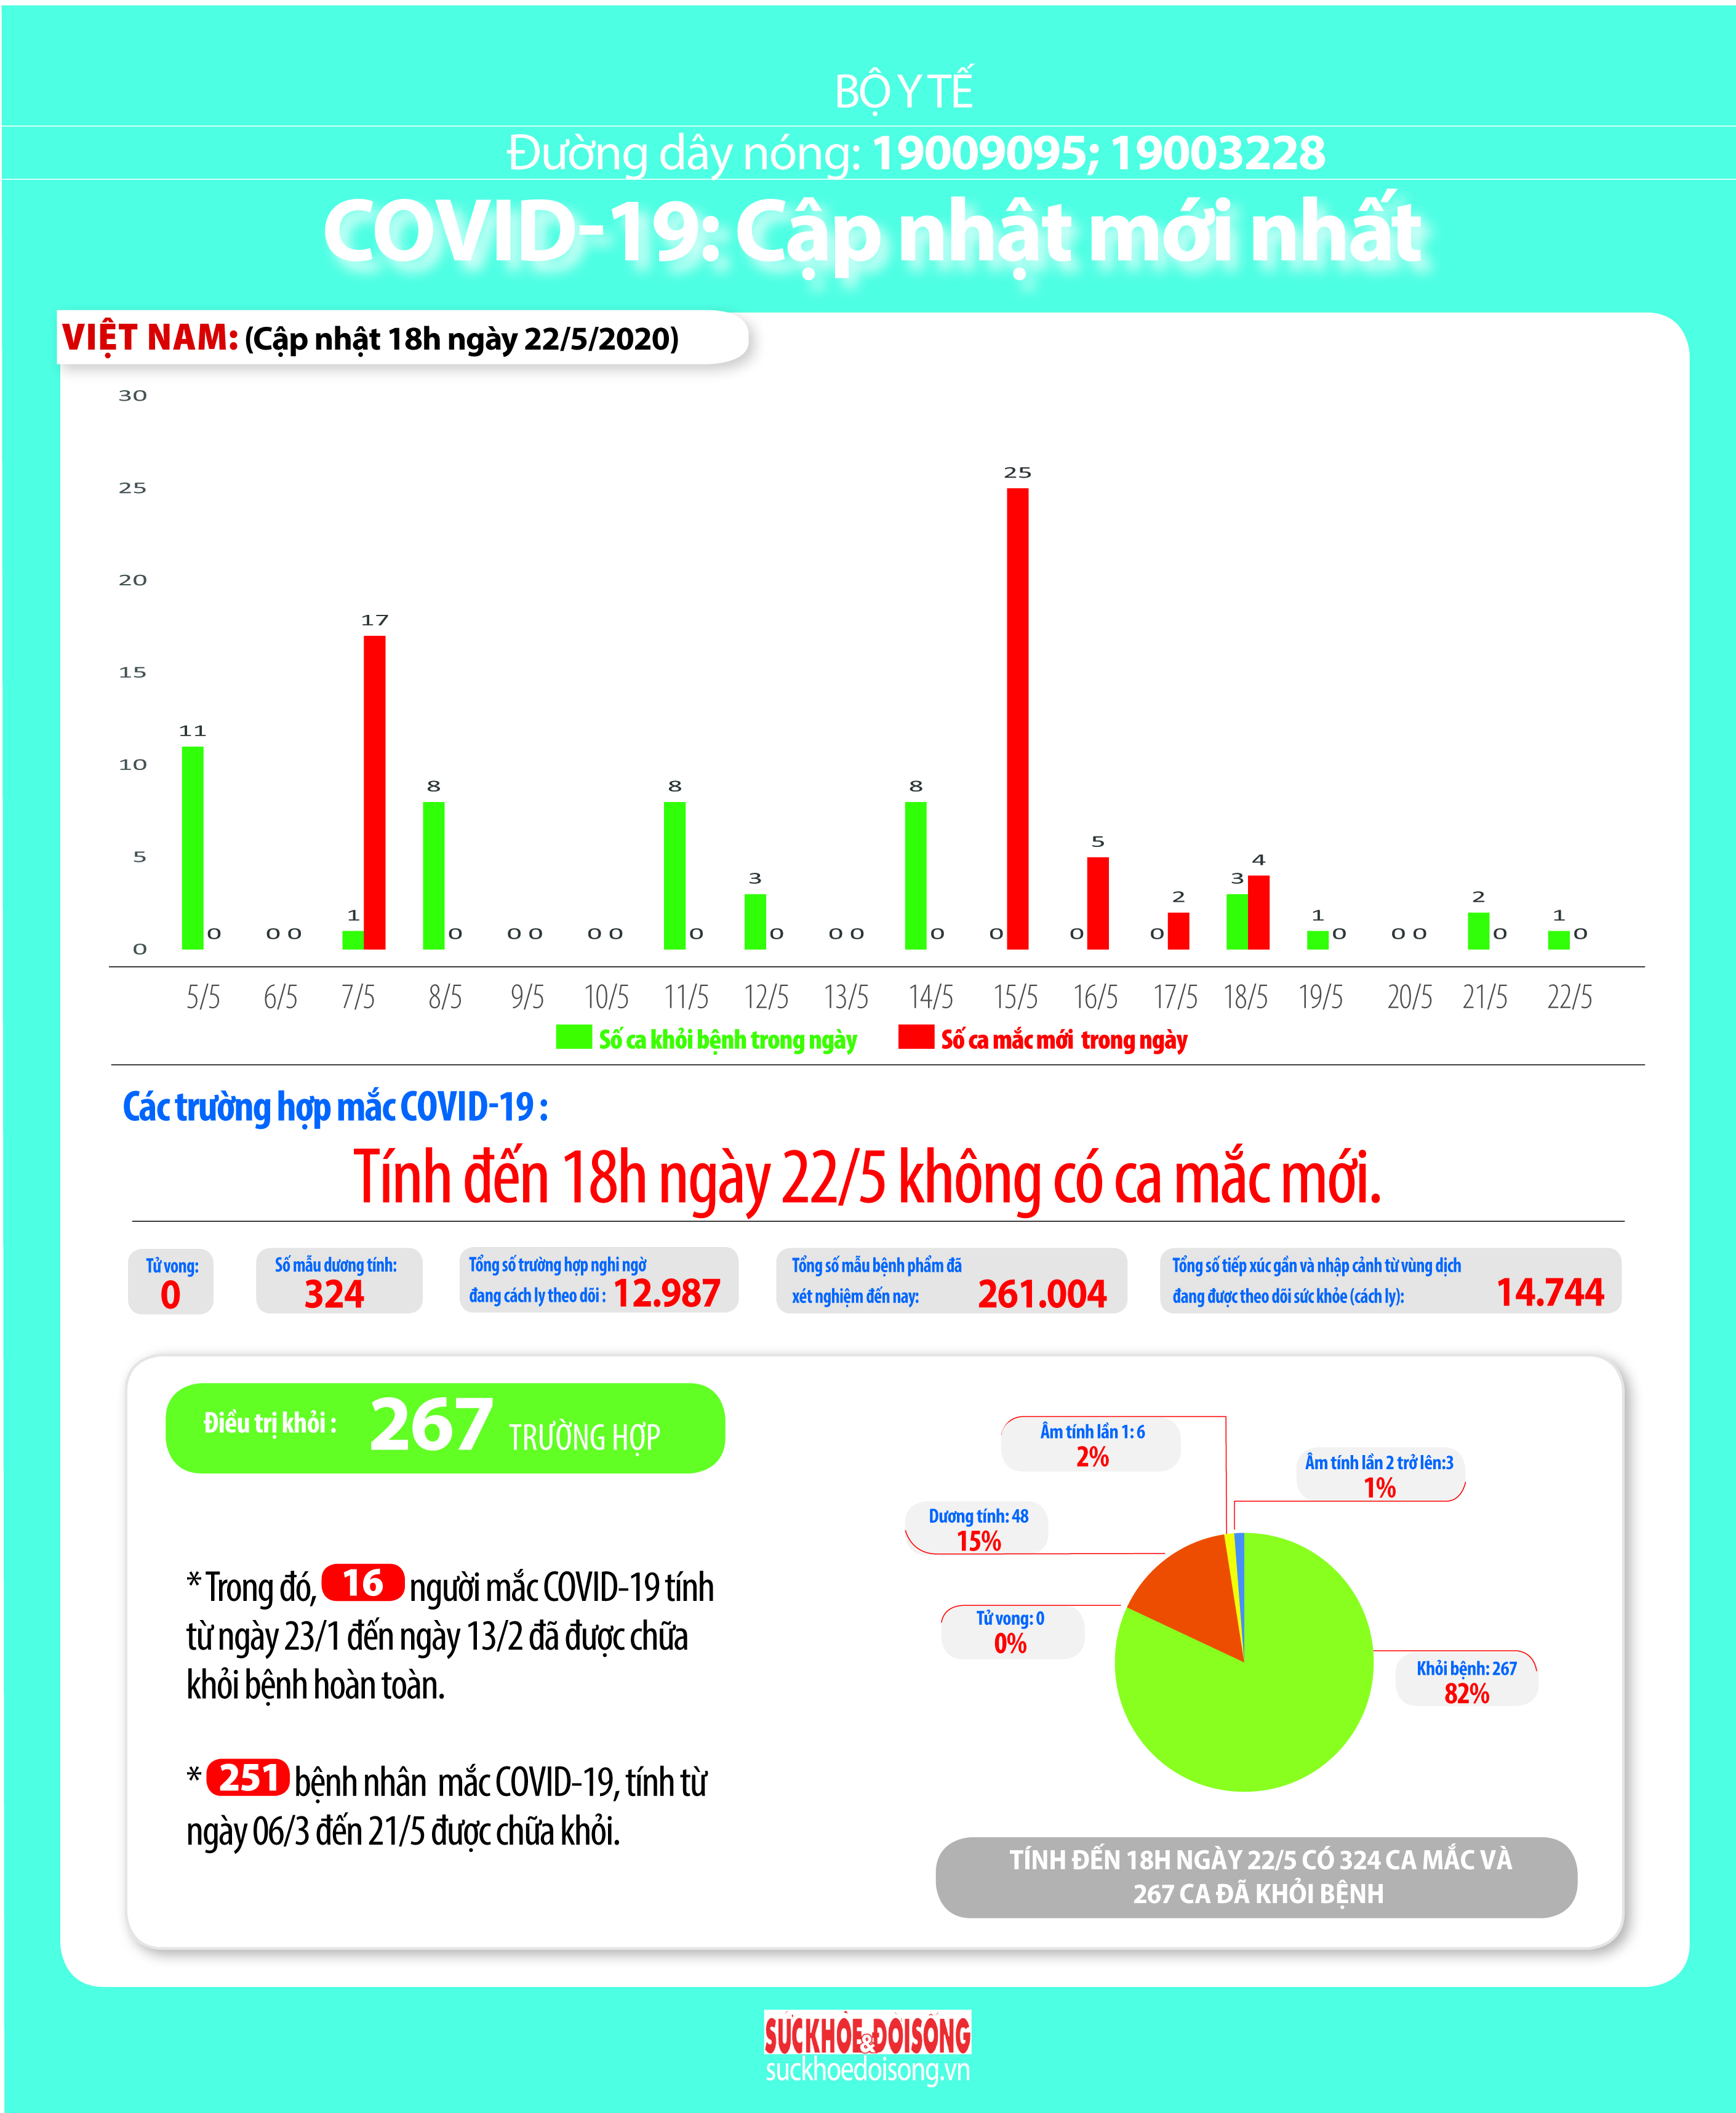 BỘ Y TẾ
Đường dây nóng: 19009095; 19003228
COVID-19: Cập nhật mới nhất
VIỆT NAM: (Cập nhật 18h ngày 22/5/2020)
30
25
20
15
10
5
0
11 0
0 0
1 17
8 0
0 0
0 0
8 0
3 0
0 0
8 0
0 25
0 5
0 2
3 4
1 0
0 0
2 0
1 0
5/5 6/5 7/5 8/5 9/5 10/5 11/5 12/5 13/5 14/5 15/5 16/5 17/5 18/5 19/5 20/5 21/5 22/5
Số ca khỏi bệnh trong ngày Số ca mắc mới trong ngày
Các trường hợp mắc COVID-19 :
Tính đến 18h ngày 22/5 không có ca mắc mới.
Tử vong:
0
Số mẫu dương tính:
324
Tổng số trường hợp nghi ngờ
đang cách ly theo dõi : 12.987
Tổng số mẫu bệnh phẩm đã
xét nghiệm đến nay: 261.004
Tổng số tiếp xúc gần và nhập cảnh từ vùng dịch
đang được theo dõi sức khỏe (cách ly): 14.744
Điều trị khỏi : 267 TRƯỜNG HỢP
* Trong đó, 16 người mắc COVID-19 tính
từ ngày 23/1 đến ngày 13/2 đã được chữa
khỏi bệnh hoàn toàn.
* 251 bệnh nhân mắc COVID-19, tính từ
ngày 06/3 đến 21/5 được chữa khỏi.
Âm tính lần 1: 6
2%
Âm tính lần 2 trở lên:3
1%
Dương tính: 48
15%
Tử vong: 0
0%
Khỏi bệnh: 267
82%
TÍNH ĐẾN 18H NGÀY 22/5 CÓ 324 CA MẮC VÀ
267 CA ĐÃ KHỎI BỆNH
SỨC KHỎE & ĐỜI SỐNG
suckhoedoisong.vn